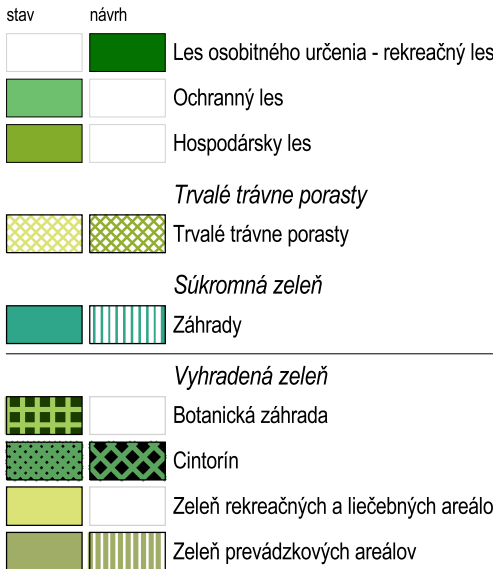 stav návrh
Les osobitného určenia - rekreačný les
Ochranný les
Hospodársky les
Trvalé trávne porasty
Trvalé trávne porasty
Súkromná zeleň
Záhrady
Vyhradená zeleň
Botanická záhrada
Cintorín
Zeleň rekreačných a liečebných areálo
Zeleň prevádzkových areálov